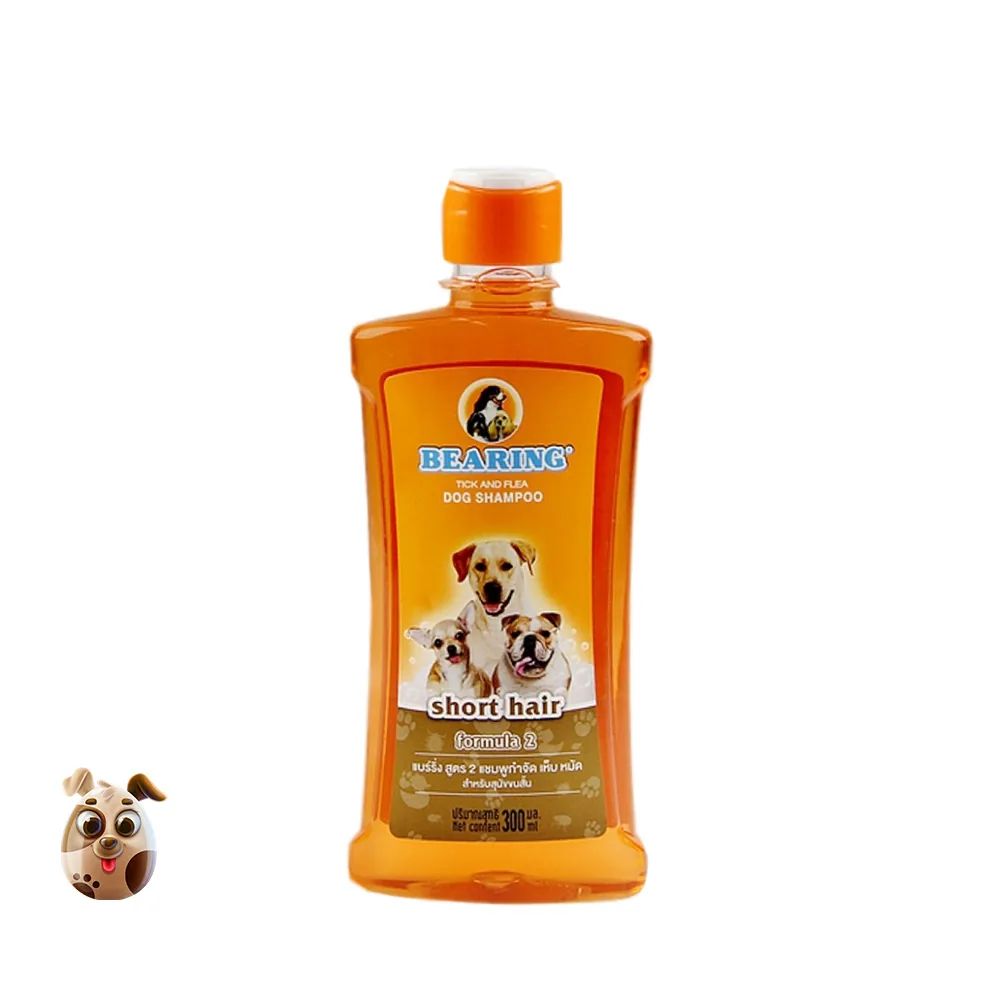 BEARING®
TICK AND FLEA
DOG SHAMPOO
short hair
formula 2
แบร์ริ่ง สูตร 2 แชมพูกำจัด เห็บ หมัด
สำหรับสุนัขขนสั้น
ปริมาณสุทธิ 300 มล.
Net content 300 ml